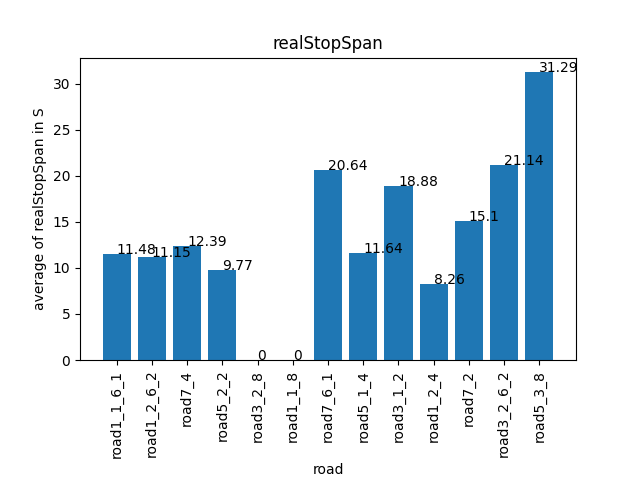 realStopSpan
average of realStopSpan in S
30
25
20
15
10
5
0
11.48
11.15
12.39
9.77
0
0
20.64
11.64
18.88
8.26
15.1
21.14
31.29
road1_1_6_1
road1_2_6_2
road7_4
road5_2_2
road3_2_8
road1_1_8
road7_6_1
road5_1_4
road3_1_2
road1_2_4
road7_2
road3_2_6_2
road5_3_8
road